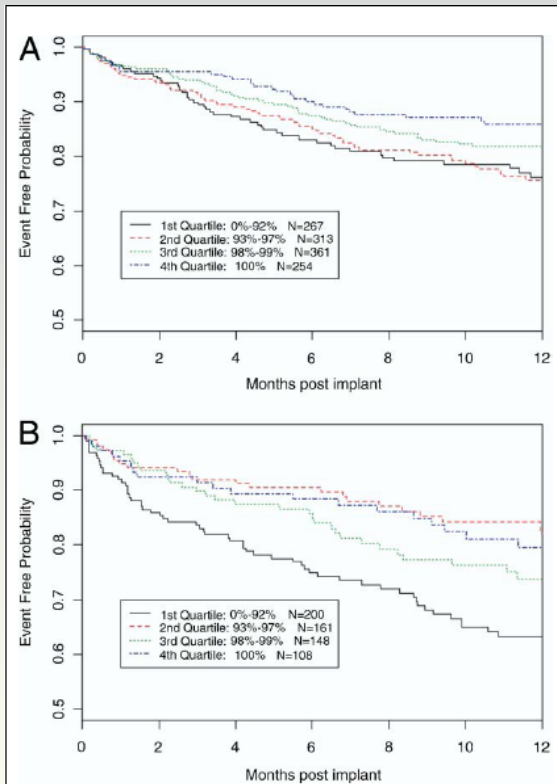 A
Event Free Probability
1.0
0.9
0.8
0.7
0.6
0.5
1st Quartile: 0%-92% N=267
2nd Quartile: 93%-97% N=313
3rd Quartile: 98%-99% N=361
4th Quartile: 100% N=254
0 2 4 6 8 10 12
Months post implant
B
Event Free Probability
1.0
0.9
0.8
0.7
0.6
0.5
1st Quartile: 0%-92% N=200
2nd Quartile: 93%-97% N=161
3rd Quartile: 98%-99% N=148
4th Quartile: 100% N=108
0 2 4 6 8 10 12
Months post implant